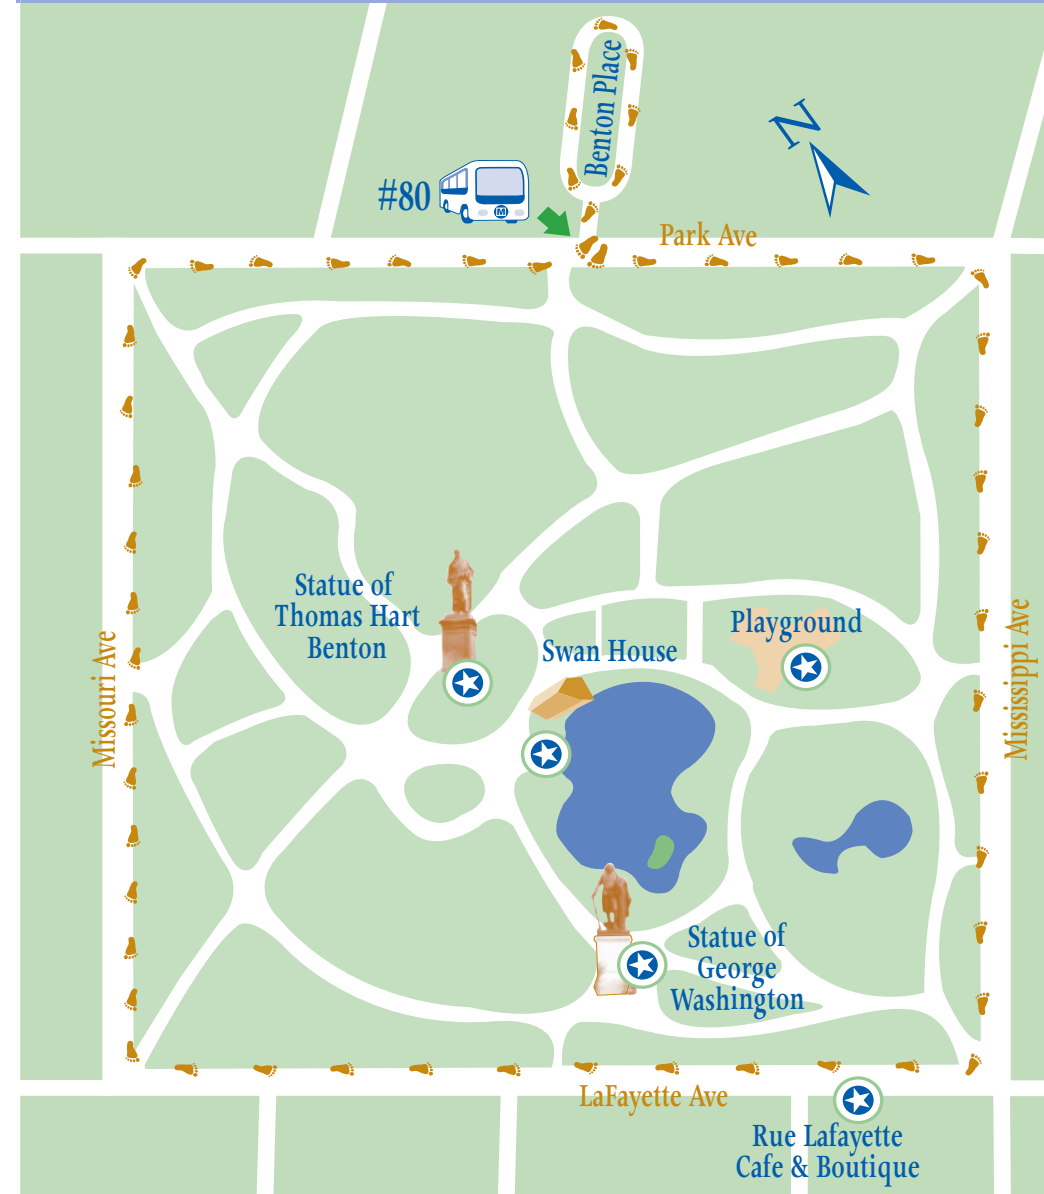 Benton Place
N
#80
M
Park Ave
Statue of
Thomas Hart
Benton
Swan House
Playground
Missouri Ave
Mississippi Ave
Statue of
George
Washington
LaFayette Ave
Rue Lafayette
Cafe & Boutique